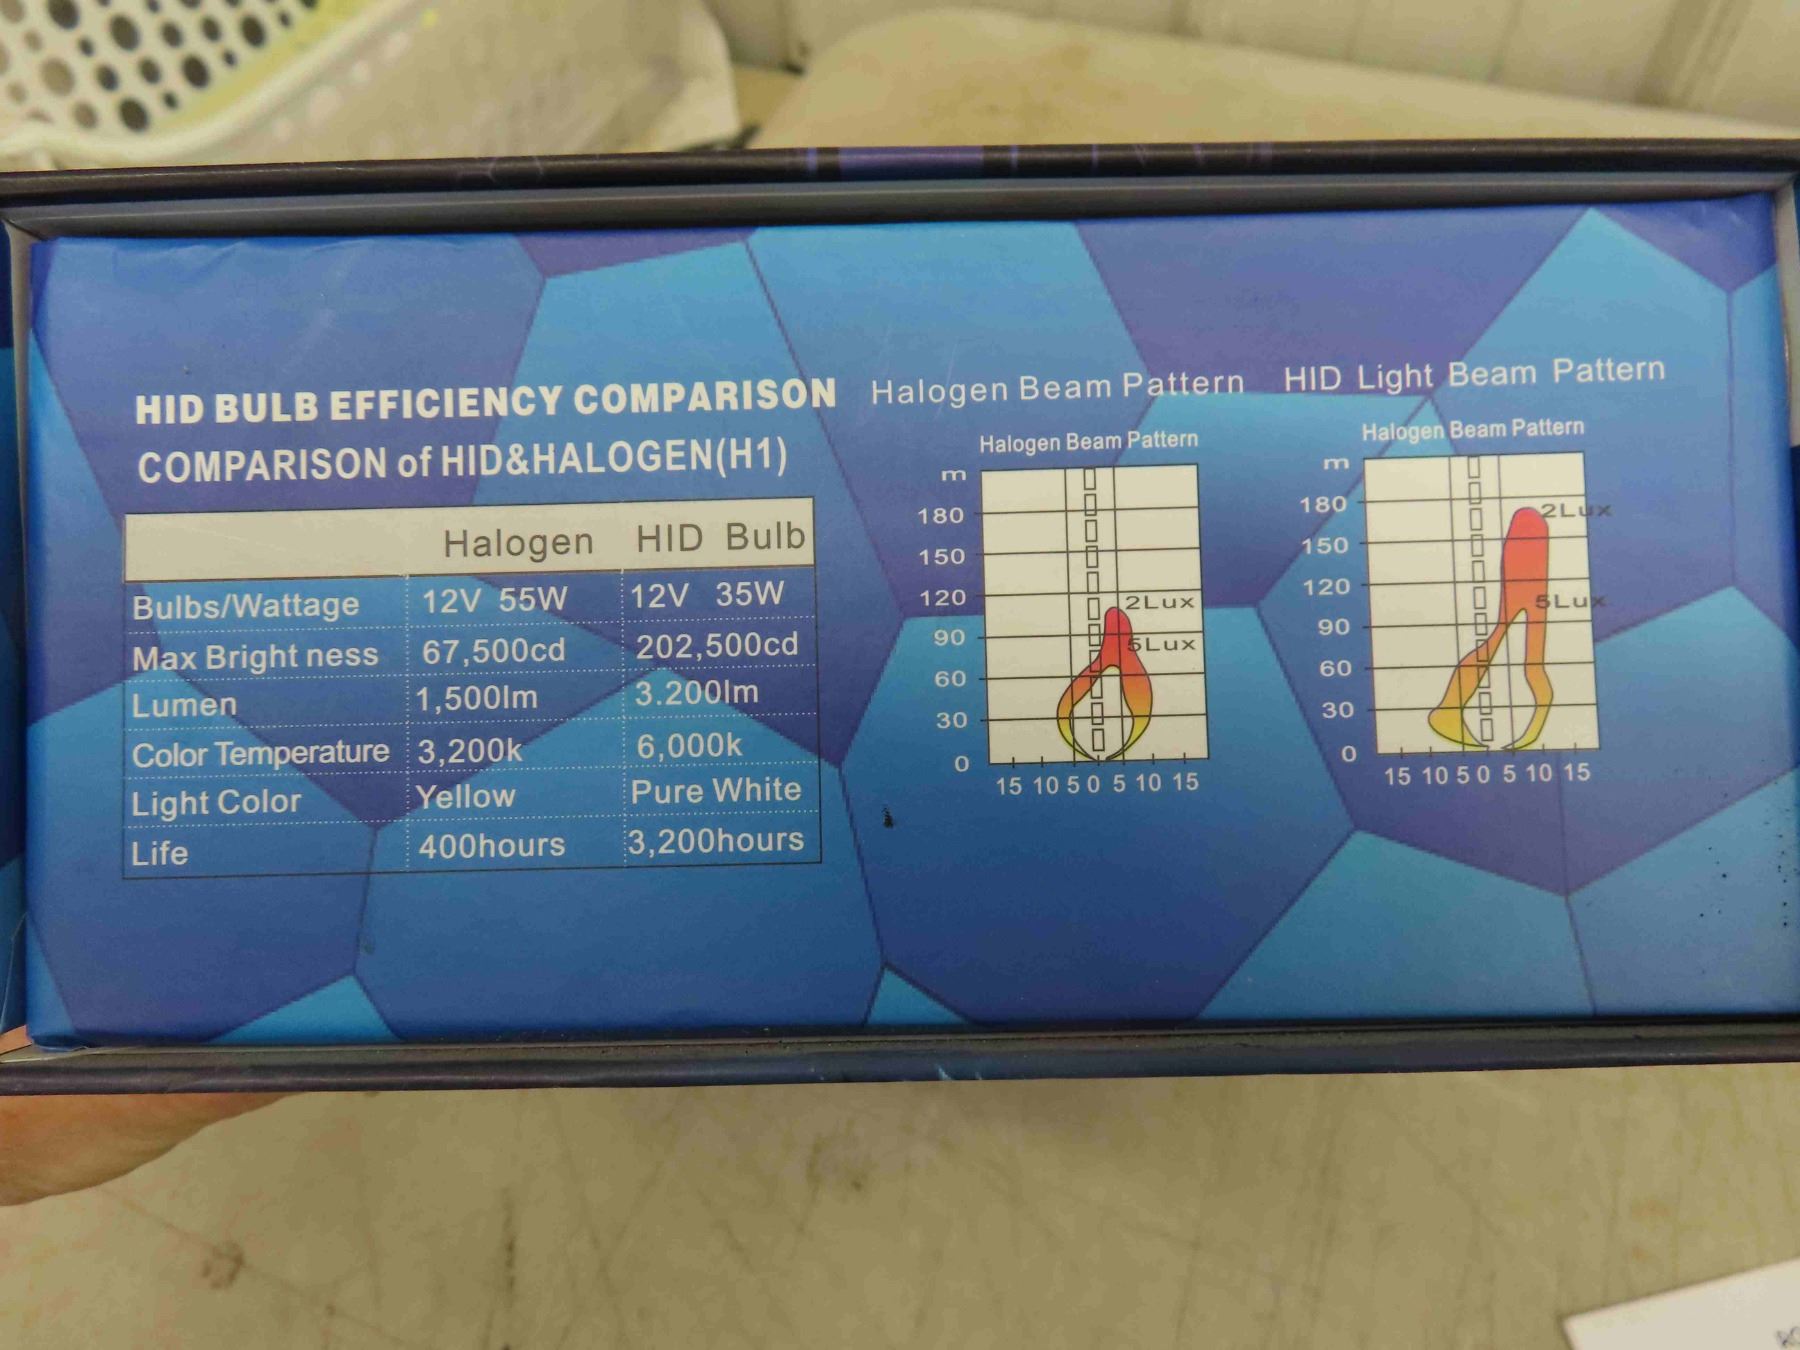 HID BULB EFFICIENCY COMPARISON
COMPARISON of HID&HALOGEN(H1)
Halogen HID Bulb
Bulbs/Wattage 12V 55W 12V 35W
Max Bright ness 67,500cd 202,500cd
Lumen 1,500lm 3.200lm
Color Temperature 3,200k 6,000k
Light Color Yellow Pure White
Life 400hours 3,200hours
Halogen Beam Pattern
Halogen Beam Pattern
m
180
150
120 2Lux
90 5Lux
60
30
0
15 10 5 0 5 10 15
HID Light Beam Pattern
Halogen Beam Pattern
m
180 2Lux
150
120 5Lux
90
60
30
0
15 10 5 0 5 10 15